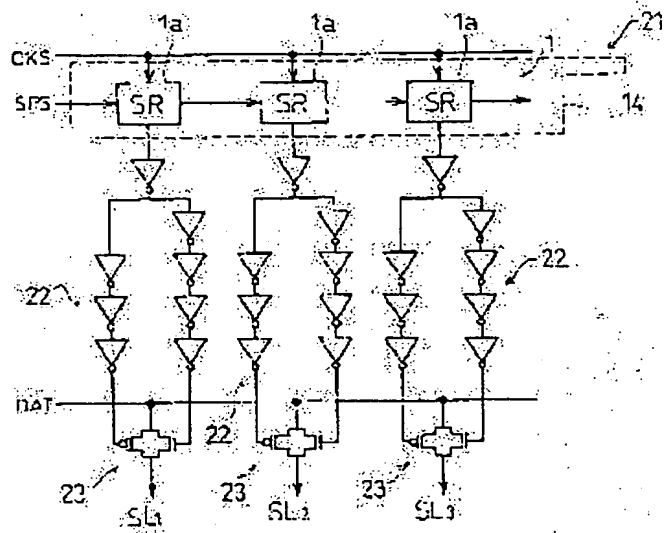 1a 1a 1a 21
CKS 1
SPS SR SR SR 14
22 22
22
DAT
23 23 23
SL1 SL2 SL3